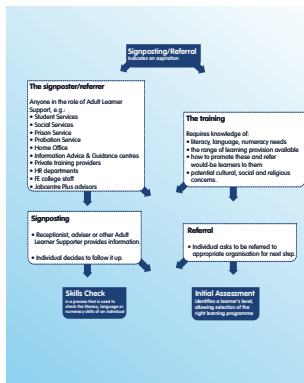 Signposting/Referral
indicates an aspiration
The signposter/referrer
Anyone in the role of Adult Learner
Support, e.g.:
• Student Services
• Social Services
• Prison Service
• Probation Service
• Home Office
• Information Advice & Guidance centres
• Private training providers
• HR departments
• FE college staff
• Jobcentre Plus advisors
The training
Requires knowledge of:
• literacy, language, numeracy needs
• the range of learning provision available
• how to promote these and refer
would-be learners to them
• potential cultural, social and religious
concerns.
Signposting
• Receptionist, adviser or other Adult
Learner Supporter provides information.
• Individual decides to follow it up.
Referral
• Individual asks to be referred to
appropriate organisation for next step.
Skills Check
is a process that is used to
check the literacy, language or
numeracy skills of an individual
Initial Assessment
identifies a learner's level,
allowing selection of the
right learning programme